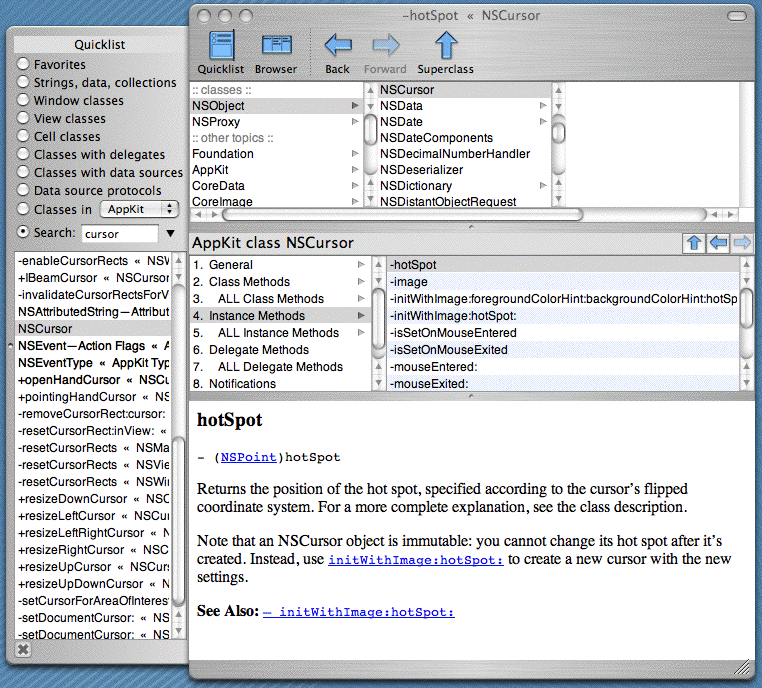 -hotSpot « NSCursor
Quicklist
Browser
Back
Forward
Superclass
Quicklist
Favorites
Strings, data, collections
Window classes
View classes
Cell classes
Classes with delegates
Classes with data sources
Data source protocols
Classes in AppKit
Search: cursor
-enableCursorRects « NSW
+IBeamCursor « NSCursor
-invalidateCursorRectsForV
NSAttributedString—Attribut
NSCursor
NSEvent—Action Flags « A
NSEventType « AppKit Typ
+openHandCursor « NSCu
+pointingHandCursor « NS
-removeCursorRect:cursor:
-resetCursorRect:inView: «
-resetCursorRects « NSMa
-resetCursorRects « NSVie
-resetCursorRects « NSWi
+resizeDownCursor « NSC
+resizeLeftCursor « NSCur
+resizeLeftRightCursor « N
+resizeRightCursor « NSC
+resizeUpCursor « NSCur
+resizeUpDownCursor « N
-setCursorForAreaOfInterest
-setDocumentCursor: « NS
-setDocumentCursor: « NS
:: classes ::
NSObject
NSProxy
:: other topics ::
Foundation
AppKit
CoreData
CoreImage
NSCursor
NSData
NSDate
NSDateComponents
NSDecimalNumberHandler
NSDeserializer
NSDictionary
NSDistantObjectRequest
AppKit class NSCursor
1. General
2. Class Methods
3. ALL Class Methods
4. Instance Methods
5. ALL Instance Methods
6. Delegate Methods
7. ALL Delegate Methods
8. Notifications
-hotSpot
-image
-initWithImage:foregroundColorHint:backgroundColorHint:hotSp
-initWithImage:hotSpot:
-isSetOnMouseEntered
-isSetOnMouseExited
-mouseEntered:
-mouseExited:
hotSpot
- (NSPoint)hotSpot
Returns the position of the hot spot, specified according to the cursor's flipped
coordinate system. For a more complete explanation, see the class description.
Note that an NSCursor object is immutable: you cannot change its hot spot after it's
created. Instead, use initWithImage:hotSpot: to create a new cursor with the new
settings.
See Also: – initWithImage:hotSpot: